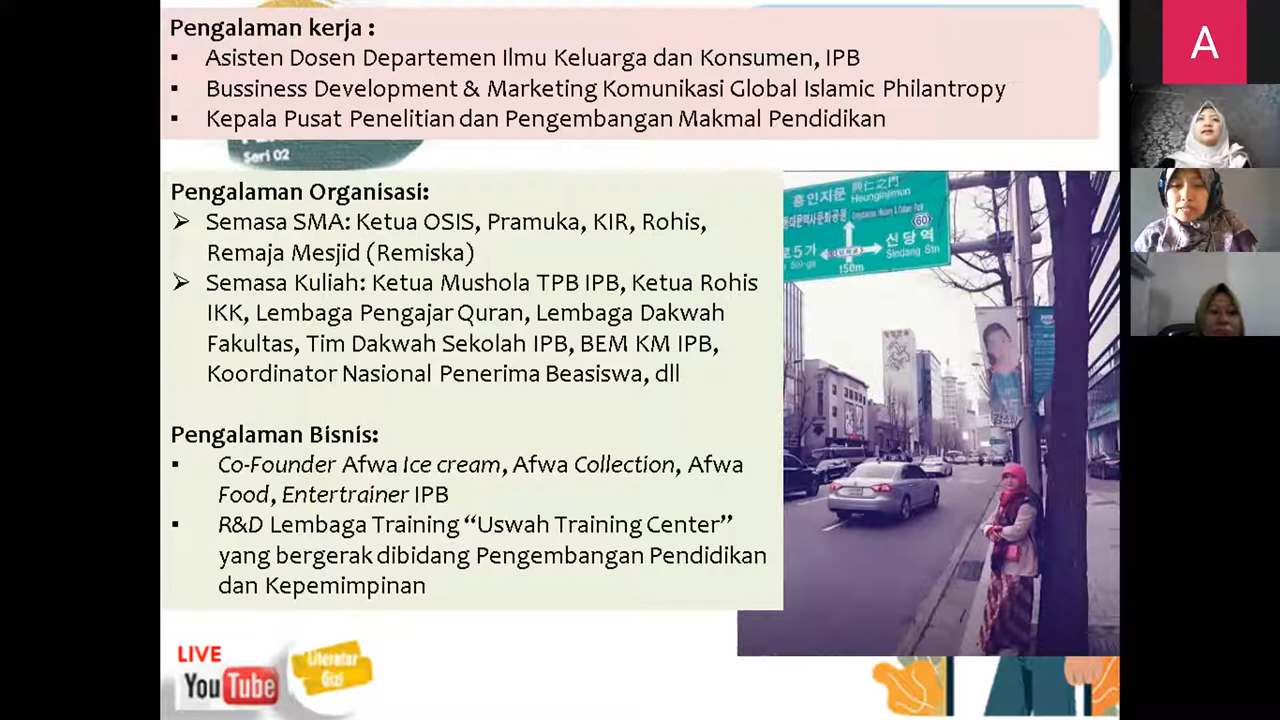 Pengalaman kerja :
▪ Asisten Dosen Departemen Ilmu Keluarga dan Konsumen, IPB
▪ Bussiness Development & Marketing Komunikasi Global Islamic Philantropy
▪ Kepala Pusat Penelitian dan Pengembangan Makmal Pendidikan
Seri 02
Pengalaman Organisasi:
➢ Semasa SMA: Ketua OSIS, Pramuka, KIR, Rohis,
Remaja Mesjid (Remiska)
➢ Semasa Kuliah: Ketua Mushola TPB IPB, Ketua Rohis
IKK, Lembaga Pengajar Quran, Lembaga Dakwah
Fakultas, Tim Dakwah Sekolah IPB, BEM KM IPB,
Koordinator Nasional Penerima Beasiswa, dll
Pengalaman Bisnis:
▪ Co-Founder Afwa Ice cream, Afwa Collection, Afwa
Food, Entertrainer IPB
▪ R&D Lembaga Training “Uswah Training Center”
yang bergerak dibidang Pengembangan Pendidikan
dan Kepemimpinan
흥인지문 興仁之門
Heunginjimun
신당역
Sindang Stn
60
150m
LIVE
YouTube
Literatur
Gizi
A